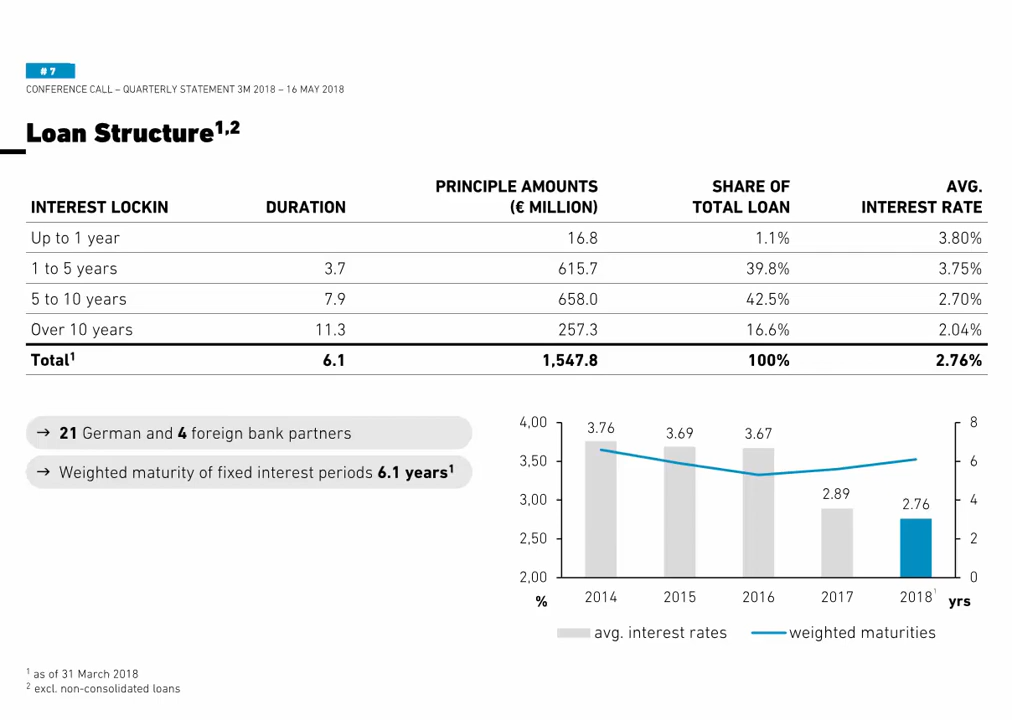 # 7
CONFERENCE CALL – QUARTERLY STATEMENT 3M 2018 – 16 MAY 2018
Loan Structure1,2
INTEREST LOCKIN DURATION PRINCIPLE AMOUNTS (€ MILLION) SHARE OF TOTAL LOAN AVG. INTEREST RATE
Up to 1 year 16.8 1.1% 3.80%
1 to 5 years 3.7 615.7 39.8% 3.75%
5 to 10 years 7.9 658.0 42.5% 2.70%
Over 10 years 11.3 257.3 16.6% 2.04%
Total1 6.1 1,547.8 100% 2.76%
→ 21 German and 4 foreign bank partners
→ Weighted maturity of fixed interest periods 6.1 years1
4,00
3,50
3,00
2,50
2,00
%
3.76
3.69
3.67
2.89
2.76
8
6
4
2
0
yrs
2014 2015 2016 2017 20181
avg. interest rates weighted maturities
1 as of 31 March 2018
2 excl. non-consolidated loans